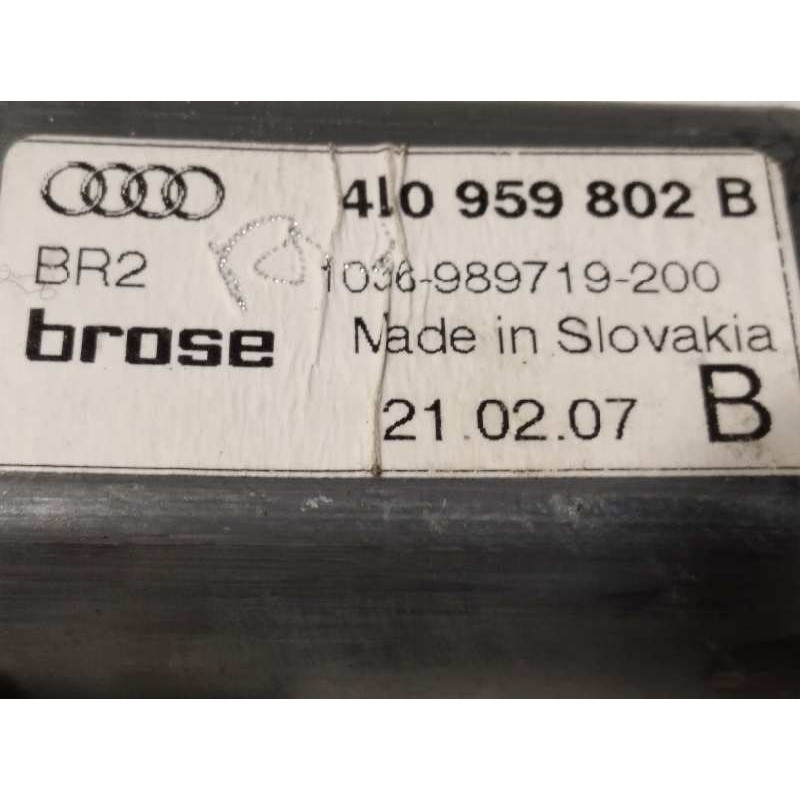 4L0 959 802 B
BR2 1036-989719-200
brose Made in Slovakia
21.02.07 B